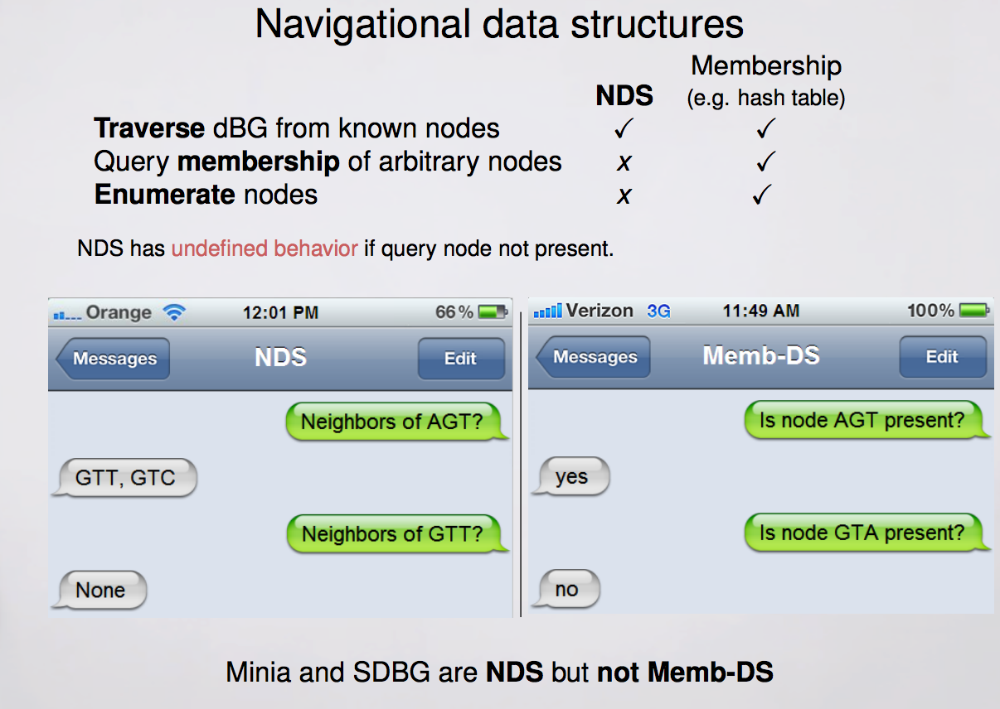 Navigational data structures
Membership
NDS (e.g. hash table)
Traverse dBG from known nodes ✓ ✓
Query membership of arbitrary nodes x ✓
Enumerate nodes x ✓
NDS has undefined behavior if query node not present.
Orange 12:01 PM 66%
Messages NDS Edit
Neighbors of AGT?
GTT, GTC
Neighbors of GTT?
None
Verizon 3G 11:49 AM 100%
Messages Memb-DS Edit
Is node AGT present?
yes
Is node GTA present?
no
Minia and SDBG are NDS but not Memb-DS